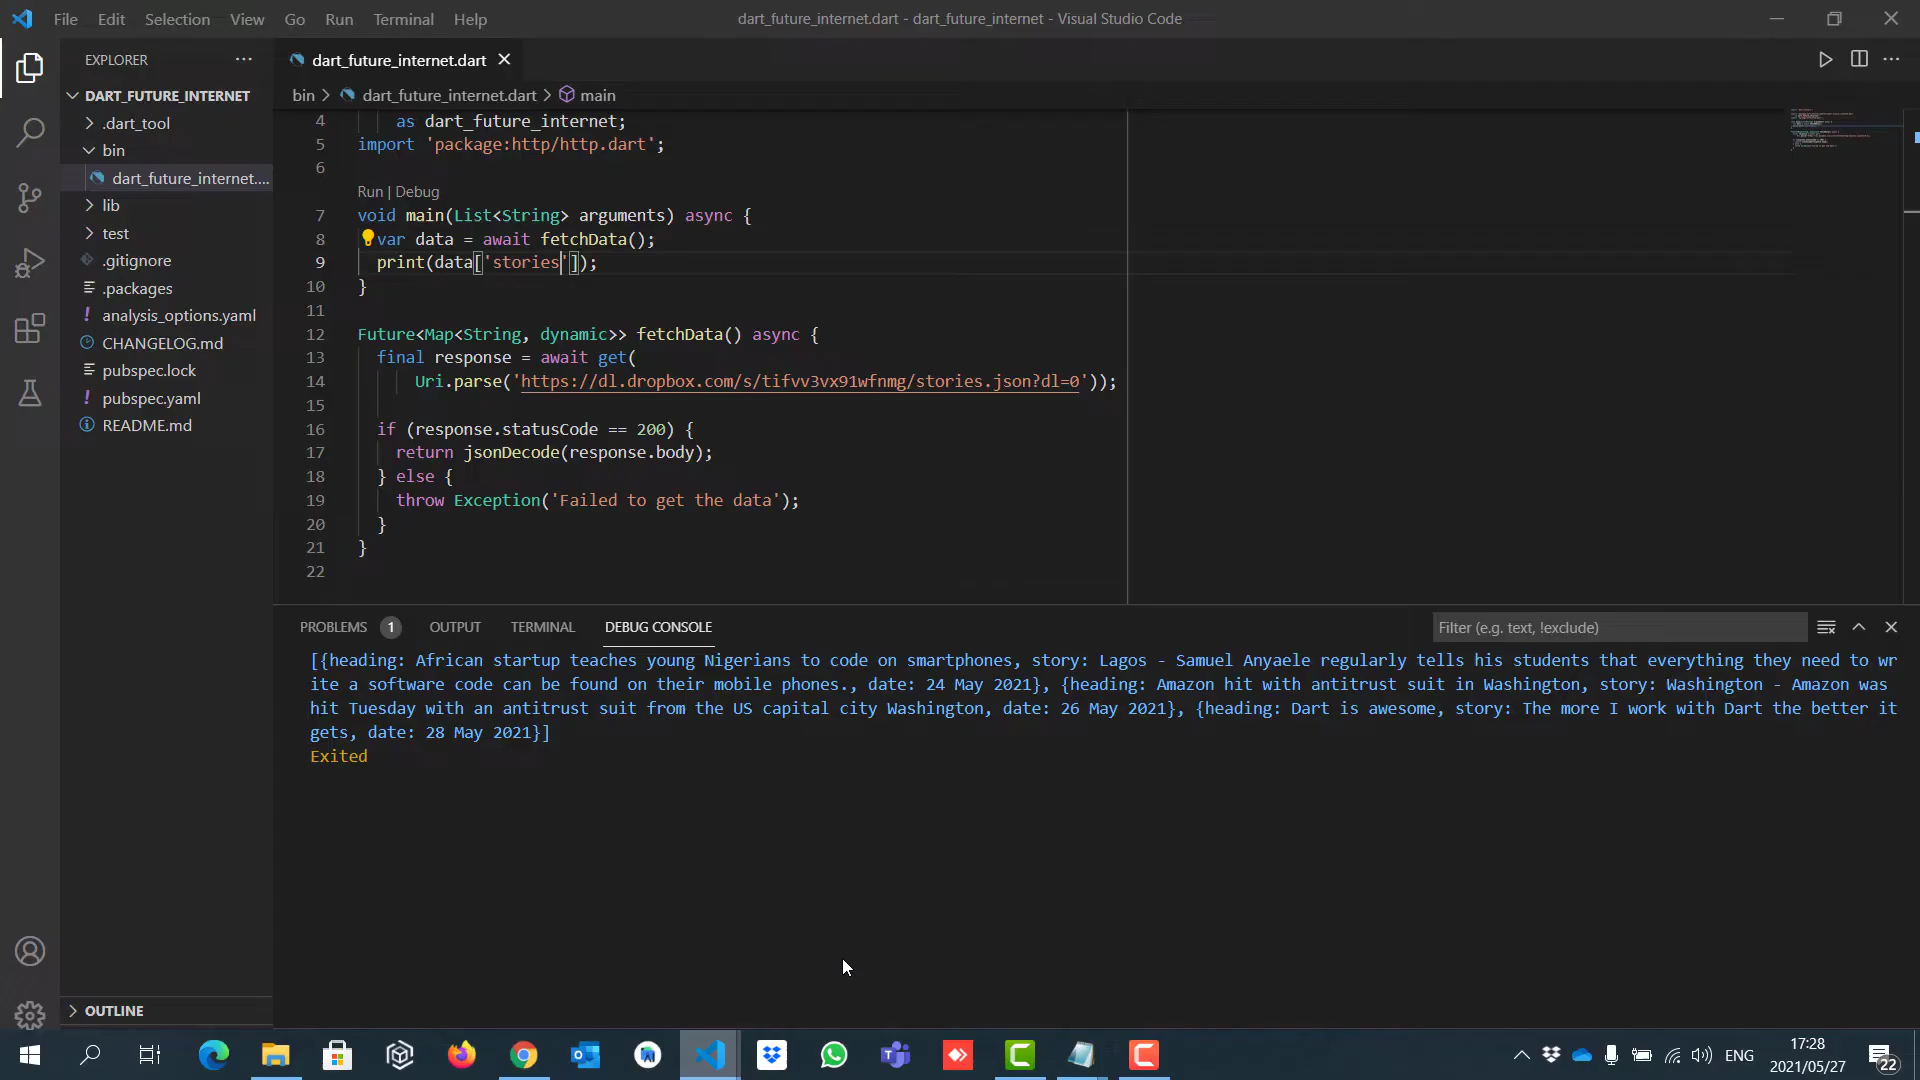 File Edit Selection View Go Run Terminal Help
dart_future_internet.dart - dart_future_internet - Visual Studio Code
EXPLORER
DART_FUTURE_INTERNET
.dart_tool
bin
dart_future_internet....
lib
test
.gitignore
.packages
analysis_options.yaml
CHANGELOG.md
pubspec.lock
pubspec.yaml
README.md
OUTLINE
dart_future_internet.dart
bin > dart_future_internet.dart > main
4 as dart_future_internet;
5 import 'package:http/http.dart';
6
Run | Debug
7 void main(List<String> arguments) async {
8 var data = await fetchData();
9 print(data['stories']);
10 }
11
12 Future<Map<String, dynamic>> fetchData() async {
13 final response = await get(
14 Uri.parse('https://dl.dropbox.com/s/tifvv3vx91wfnmg/stories.json?dl=0'));
15
16 if (response.statusCode == 200) {
17 return jsonDecode(response.body);
18 } else {
19 throw Exception('Failed to get the data');
20 }
21 }
22
PROBLEMS 1 OUTPUT TERMINAL DEBUG CONSOLE
Filter (e.g. text, !exclude)
[{heading: African startup teaches young Nigerians to code on smartphones, story: Lagos - Samuel Anyaele regularly tells his students that everything they need to wr
ite a software code can be found on their mobile phones., date: 24 May 2021}, {heading: Amazon hit with antitrust suit in Washington, story: Washington - Amazon was
hit Tuesday with an antitrust suit from the US capital city Washington, date: 26 May 2021}, {heading: Dart is awesome, story: The more I work with Dart the better it
gets, date: 28 May 2021}]
Exited
ENG
17:28
2021/05/27
22